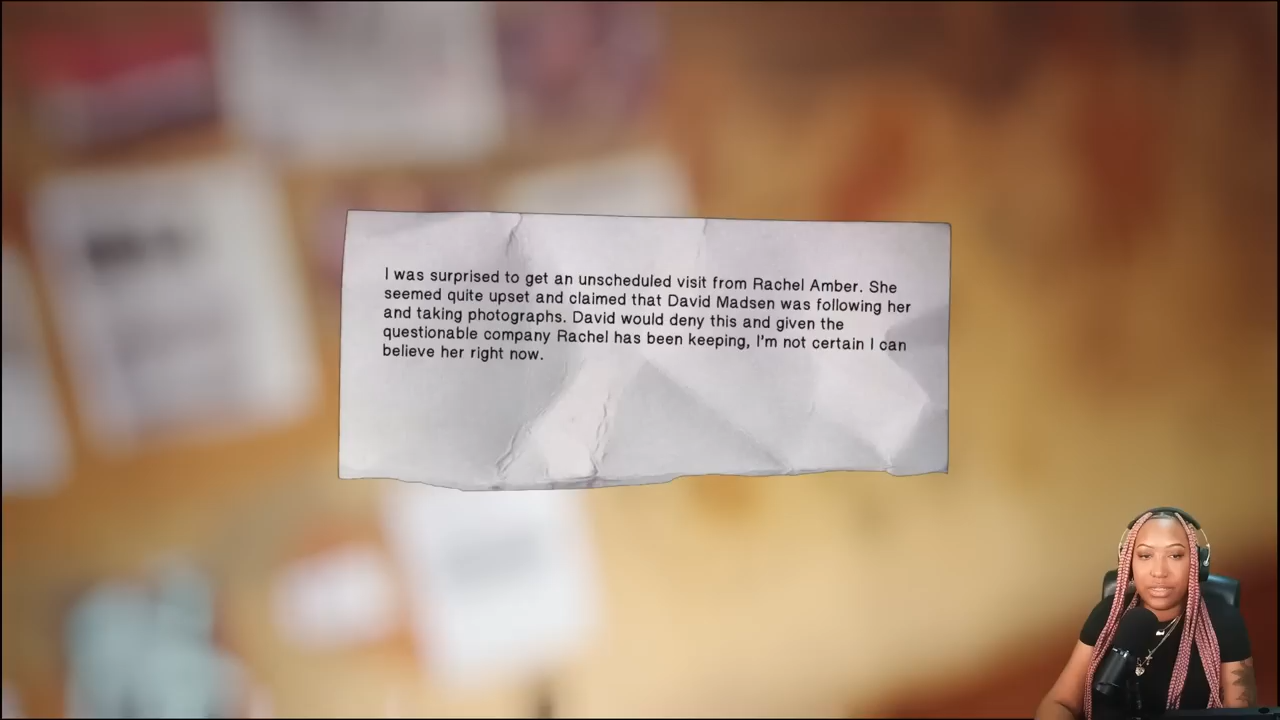 I was surprised to get an unscheduled visit from Rachel Amber. She
seemed quite upset and claimed that David Madsen was following her
and taking photographs. David would deny this and given the
questionable company Rachel has been keeping, I'm not certain I can
believe her right now.